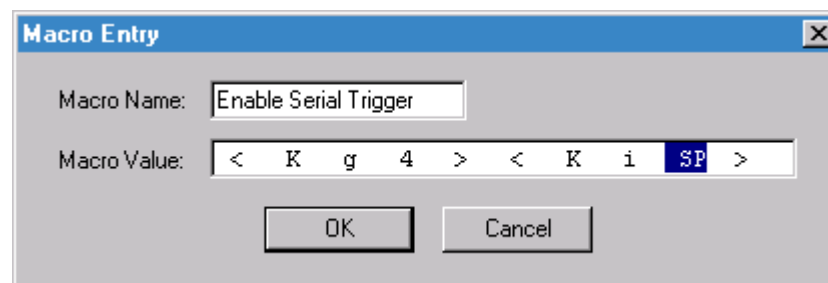 Macro Entry
Macro Name: Enable Serial Trigger
Macro Value: < K g 4 > < K i SP >
OK Cancel